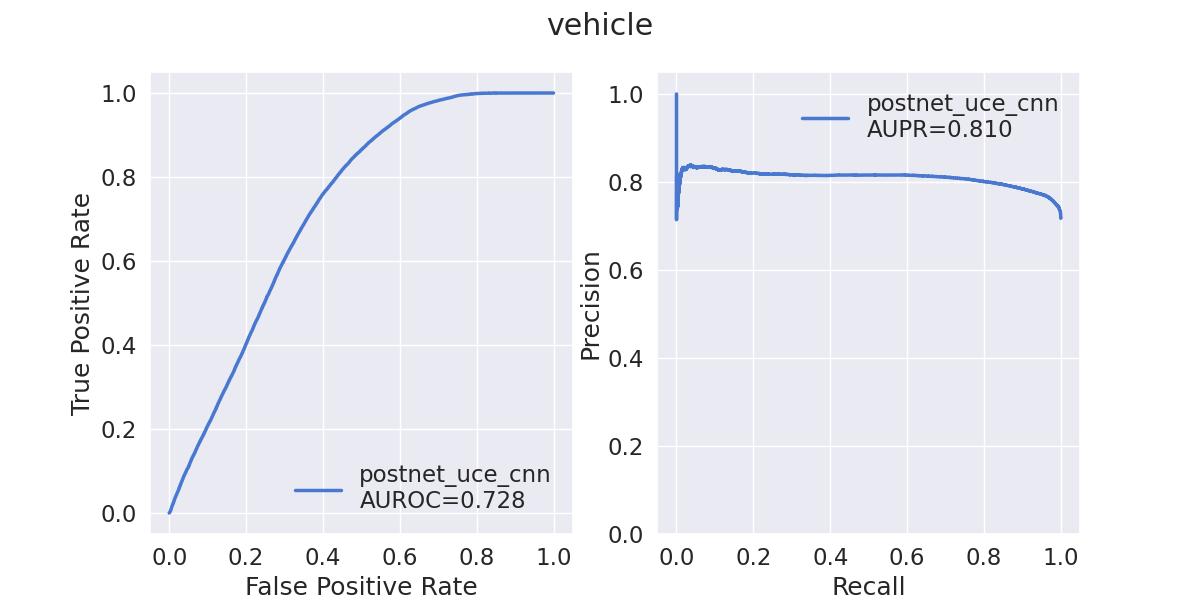 vehicle
True Positive Rate
1.0
0.8
0.6
0.4
0.2
0.0
postnet_uce_cnn
AUROC=0.728
0.0 0.2 0.4 0.6 0.8 1.0
False Positive Rate
Precision
1.0
0.8
0.6
0.4
0.2
0.0
postnet_uce_cnn
AUPR=0.810
0.0 0.2 0.4 0.6 0.8 1.0
Recall